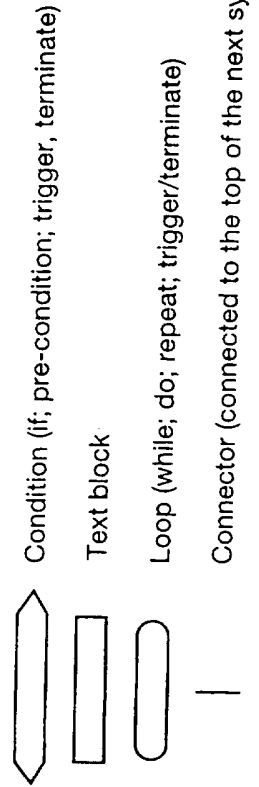 Condition (if; pre-condition; trigger, terminate)
Text block
Loop (while; do; repeat; trigger/terminate)
Connector (connected to the top of the next